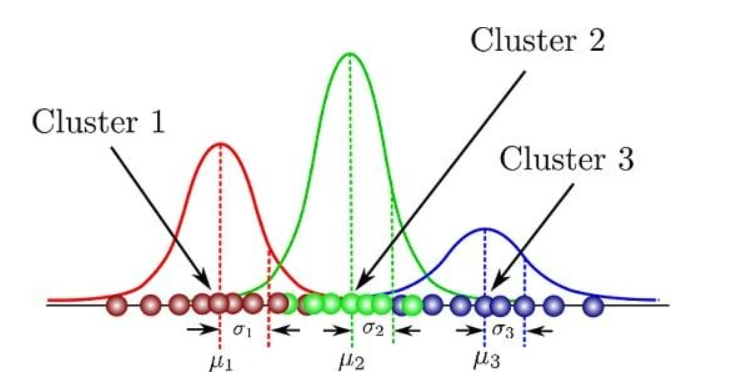 Cluster 2
Cluster 1
Cluster 3
σ₁ σ₂ σ₃
μ₁ μ₂ μ₃